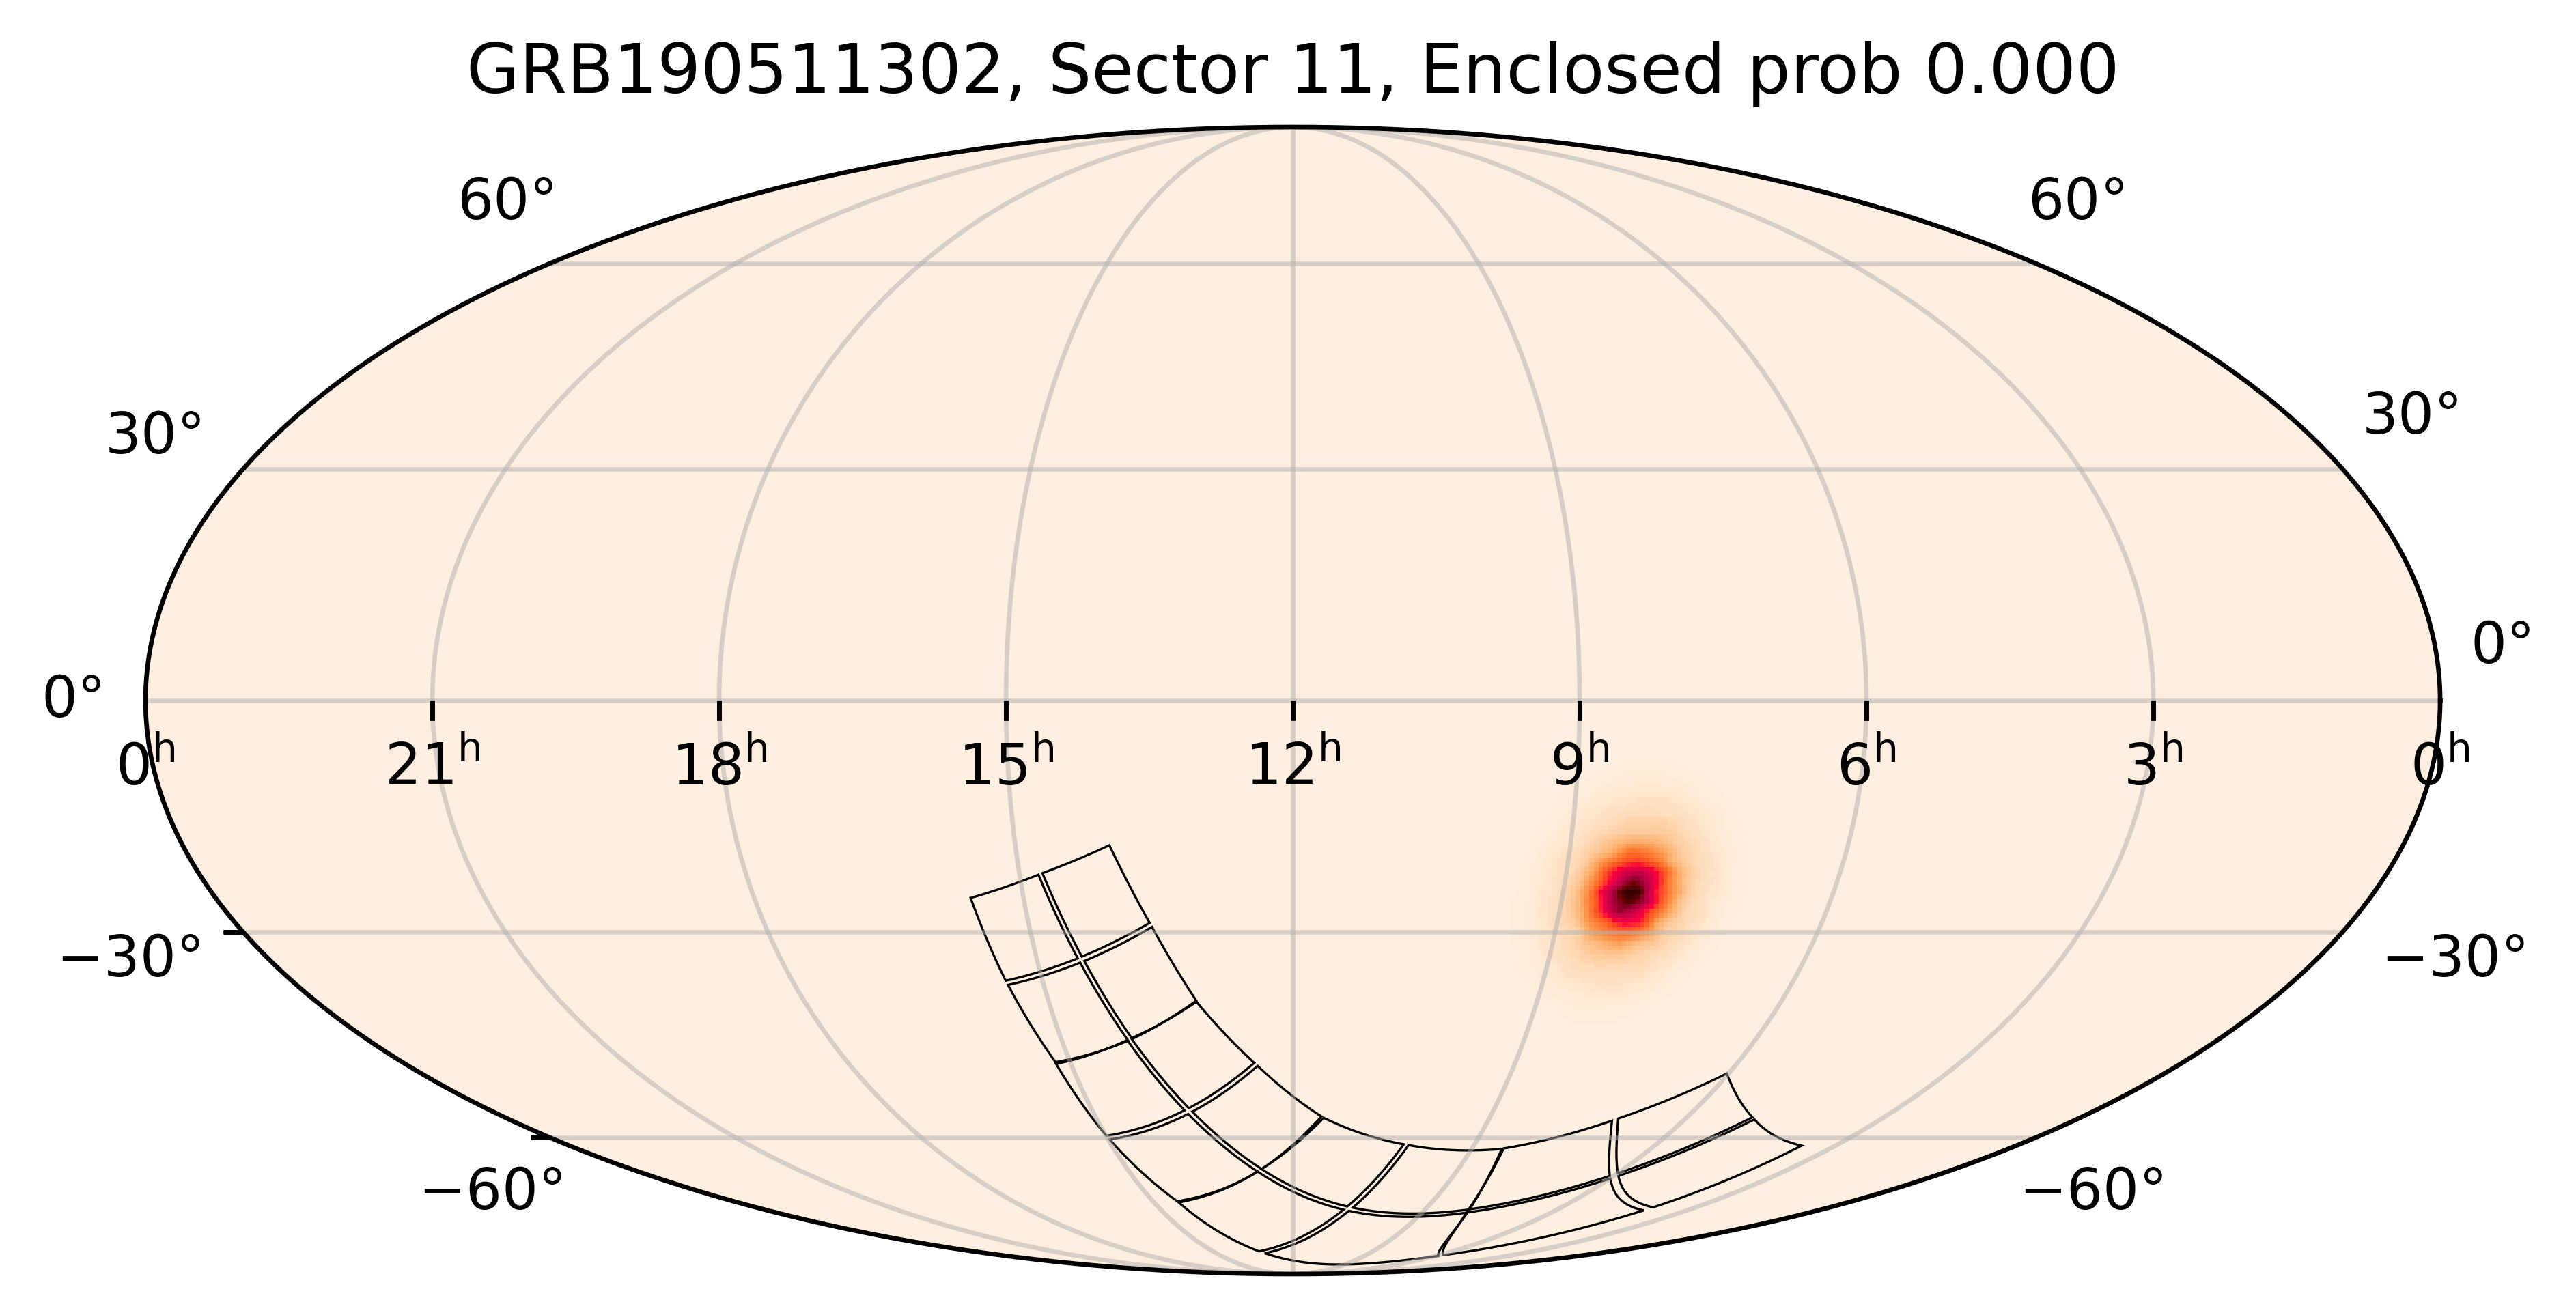 GRB190511302, Sector 11, Enclosed prob 0.000
60° 60°
30° 30°
0° 0°
0ʰ 21ʰ 18ʰ 15ʰ 12ʰ 9ʰ 6ʰ 3ʰ 0ʰ
−30° −30°
−60° −60°